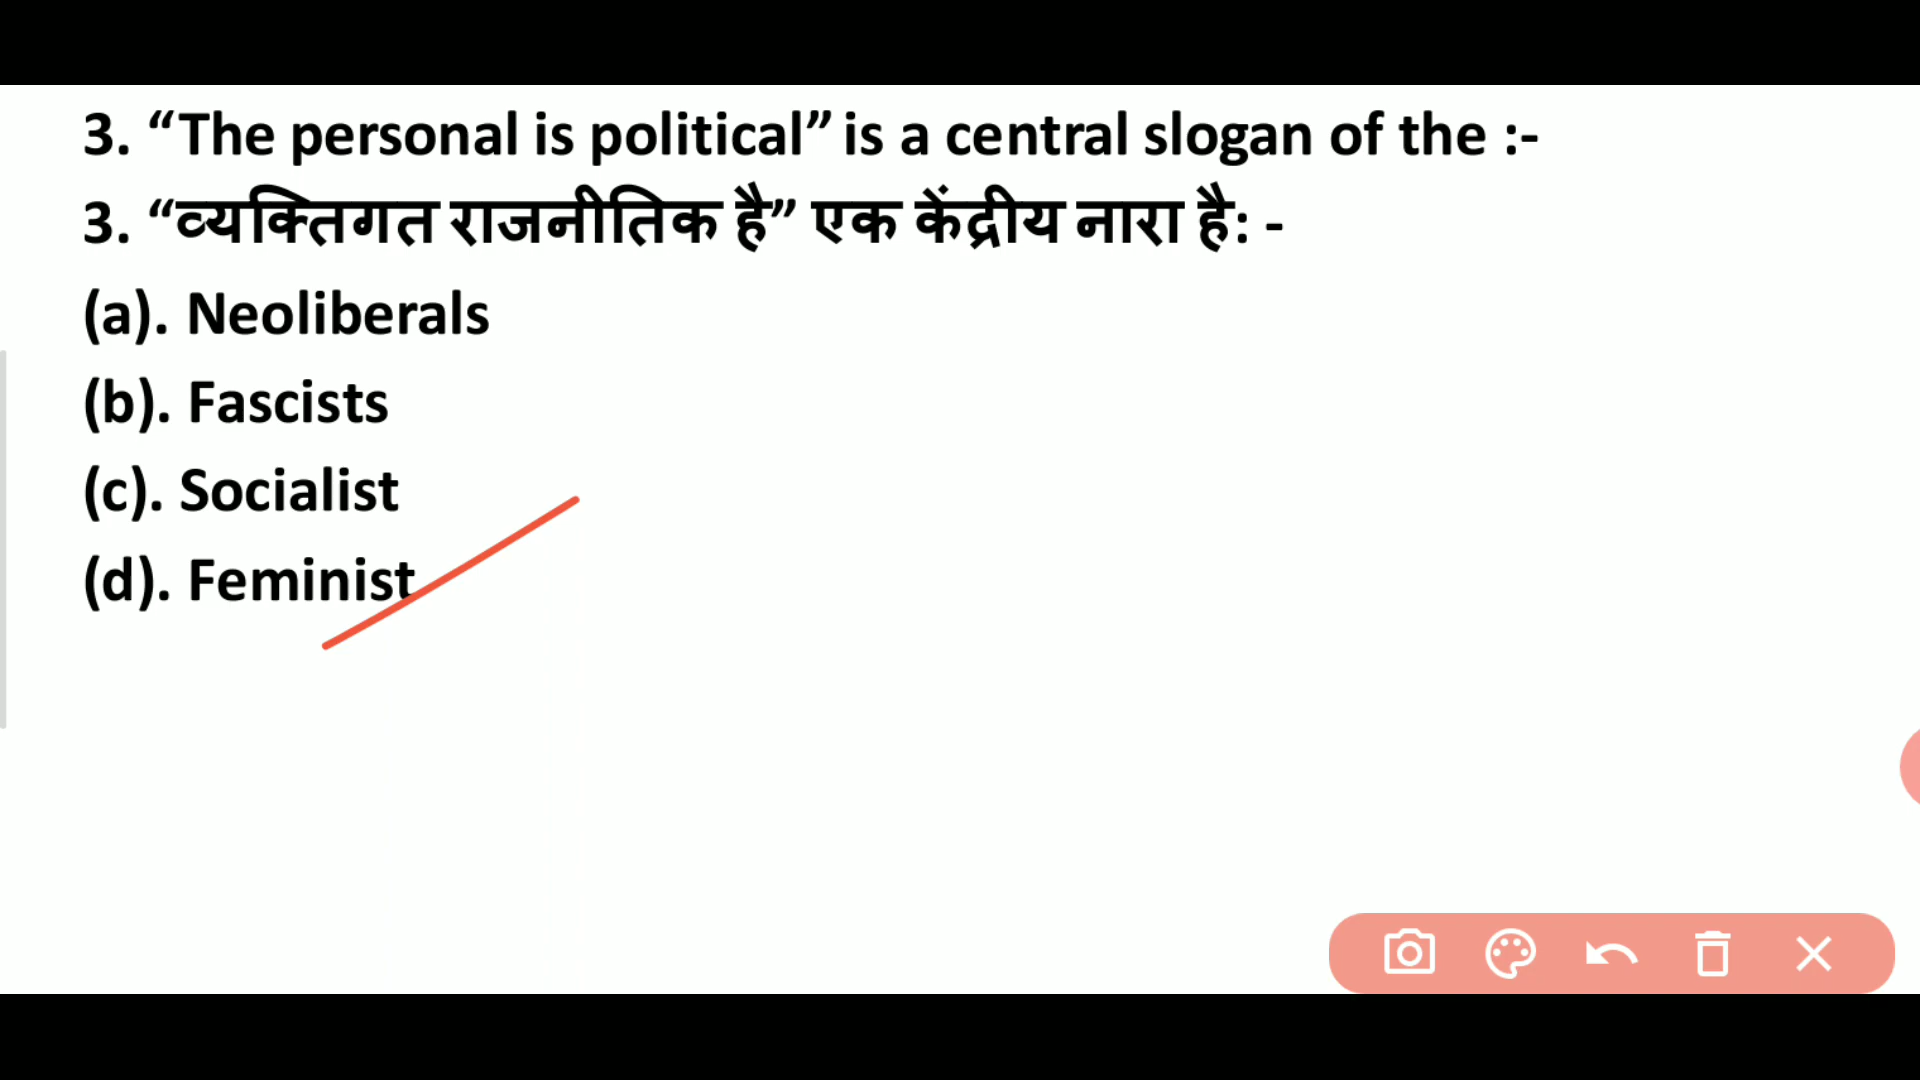 3. “The personal is political” is a central slogan of the :-
3. “व्यक्तिगत राजनीतिक है” एक केंद्रीय नारा है: -
(a). Neoliberals
(b). Fascists
(c). Socialist
(d). Feminist